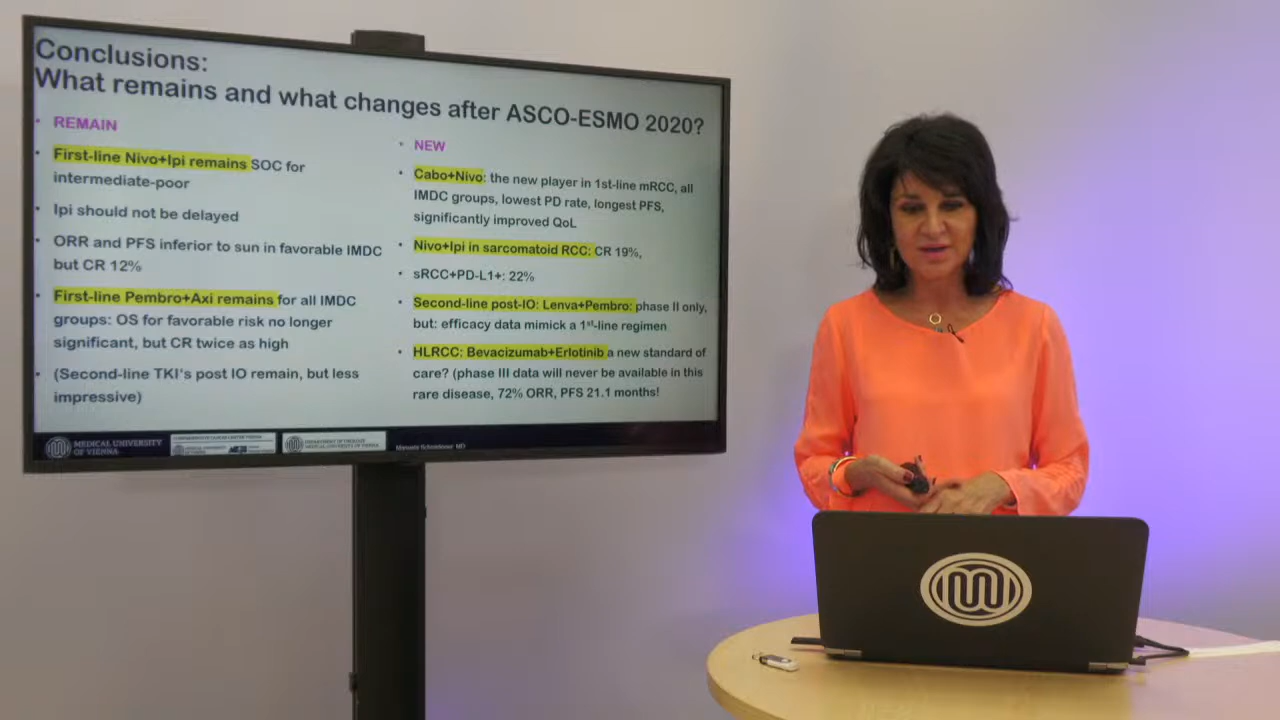 Conclusions:
What remains and what changes after ASCO-ESMO 2020?
REMAIN
First-line Nivo+Ipi remains SOC for
intermediate-poor
Ipi should not be delayed
ORR and PFS inferior to sun in favorable IMDC
but CR 12%
First-line Pembro+Axi remains for all IMDC
groups: OS for favorable risk no longer
significant, but CR twice as high
(Second-line TKI's post IO remain, but less
impressive)
NEW
Cabo+Nivo: the new player in 1st-line mRCC, all
IMDC groups, lowest PD rate, longest PFS,
significantly improved QoL
Nivo+Ipi in sarcomatoid RCC: CR 19%,
sRCC+PD-L1+: 22%
Second-line post-IO: Lenva+Pembro: phase II only,
but: efficacy data mimick a 1st-line regimen
HLRCC: Bevacizumab+Erlotinib a new standard of
care? (phase III data will never be available in this
rare disease, 72% ORR, PFS 21.1 months!
MEDICAL UNIVERSITY
OF VIENNA
DEPARTMENT OF UROLOGY
MEDICAL UNIVERSITY OF VIENNA